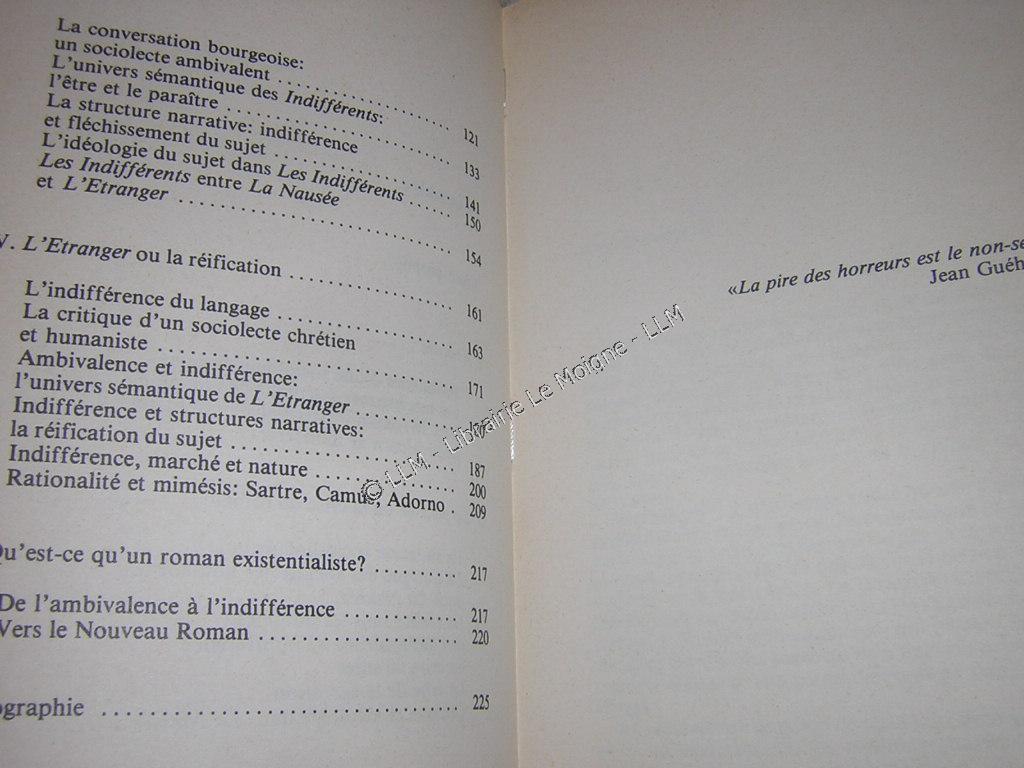 La conversation bourgeoise:
un sociolecte ambivalent . . . . . . . . . . . . . . . . . . . 121
L'univers sémantique des Indifférents:
l'être et le paraître . . . . . . . . . . . . . . . . . . . . . . . . 133
La structure narrative: indifférence
et fléchissement du sujet . . . . . . . . . . . . . . . . . . . 141
L'idéologie du sujet dans Les Indifférents . . . . . . 150
Les Indifférents entre La Nausée
et L'Etranger . . . . . . . . . . . . . . . . . . . . . . . . . . . . 154
V. L'Etranger ou la réification . . . . . . . . . . . . . . . . . 161
L'indifférence du langage . . . . . . . . . . . . . . . . . . . 163
La critique d'un sociolecte chrétien
et humaniste . . . . . . . . . . . . . . . . . . . . . . . . . . . . . 171
Ambivalence et indifférence:
l'univers sémantique de L'Etranger . . . . . . . . . . .
Indifférence et structures narratives:
la réification du sujet . . . . . . . . . . . . . . . . . . . . . . 187
Indifférence, marché et nature . . . . . . . . . . . . . . . 200
Rationalité et mimésis: Sartre, Camus, Adorno . 209
Qu'est-ce qu'un roman existentialiste? . . . . . . . . . . 217
De l'ambivalence à l'indifférence . . . . . . . . . . . . . 217
Vers le Nouveau Roman . . . . . . . . . . . . . . . . . . . . . 220
ographie . . . . . . . . . . . . . . . . . . . . . . . . . . . . . . . . 225
«La pire des horreurs est le non-se
Jean Guéh
© LLM - Librairie Le Moigne - LLM